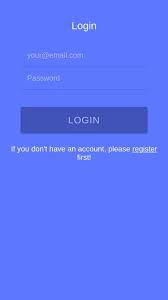 Login
your@email.com
Password
LOGIN
If you don't have an account, please register
first!